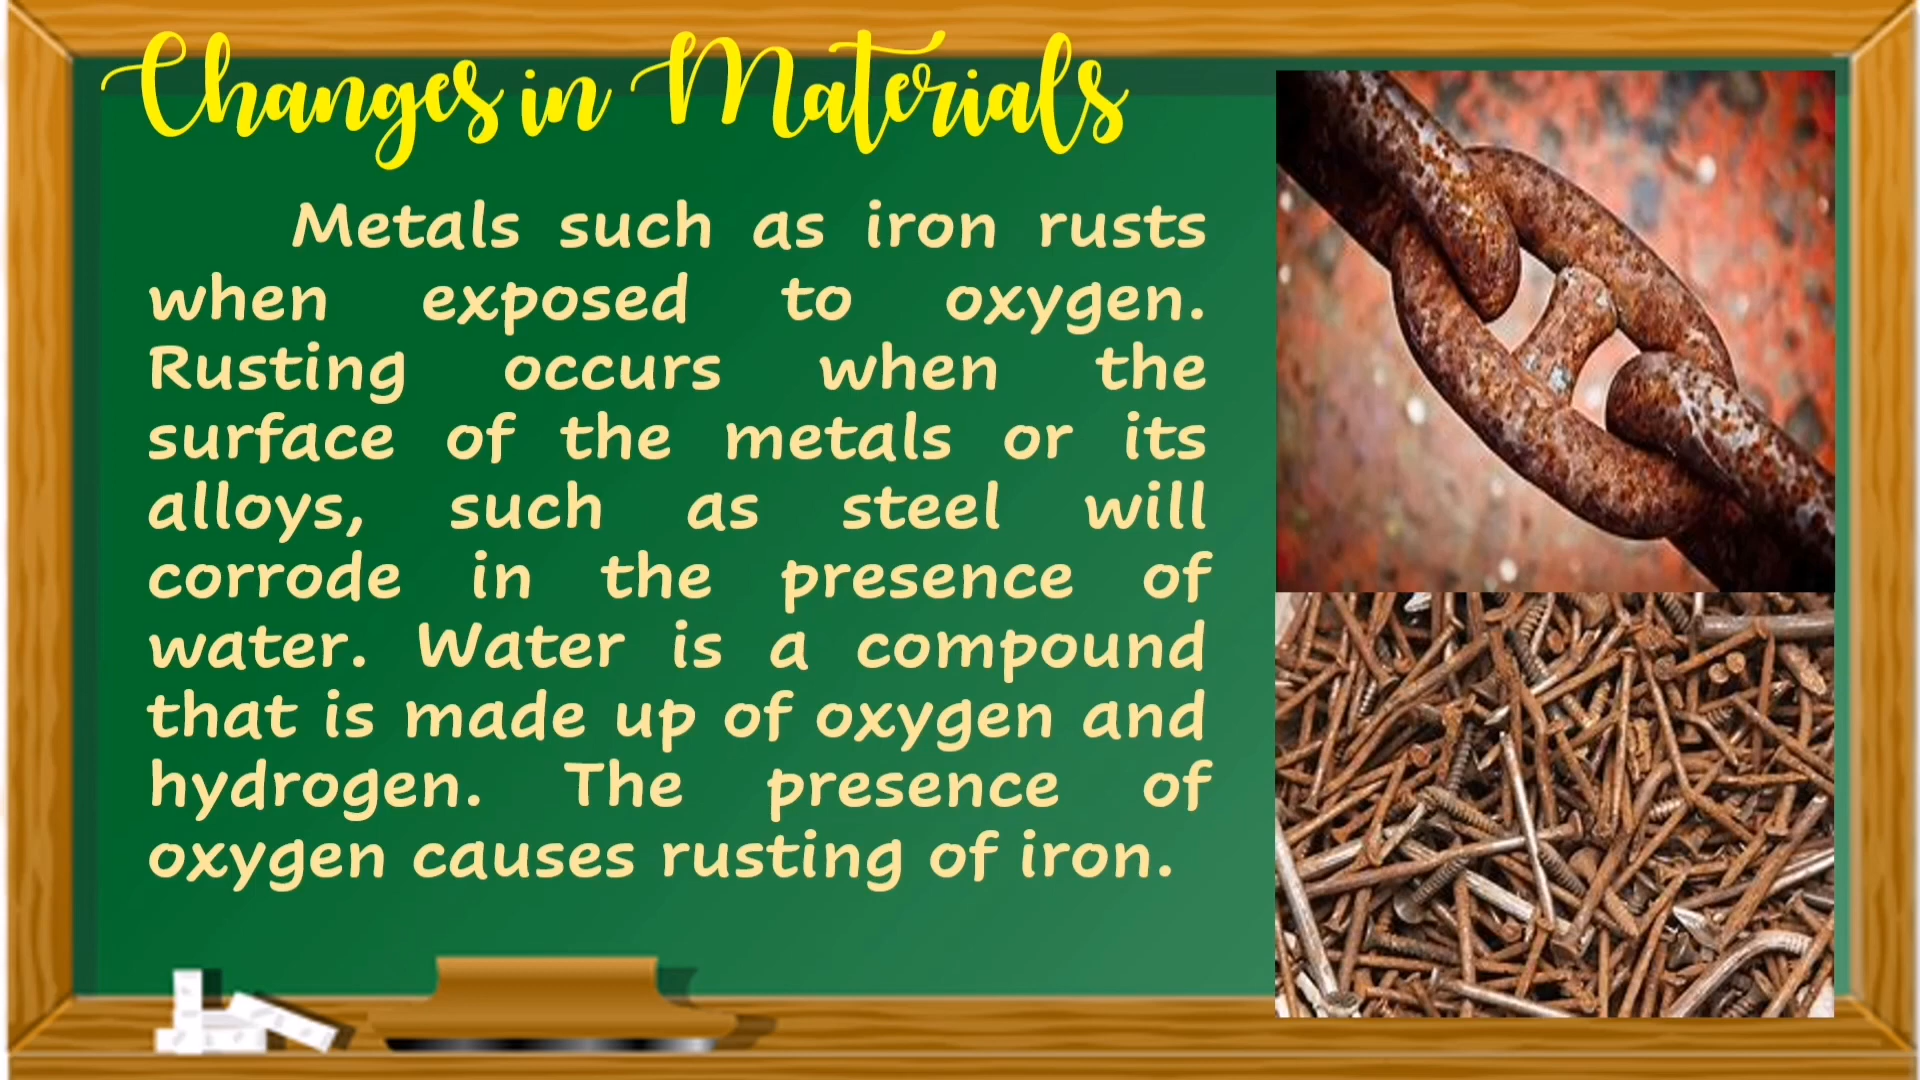 Changes in Materials
Metals such as iron rusts
when exposed to oxygen.
Rusting occurs when the
surface of the metals or its
alloys, such as steel will
corrode in the presence of
water. Water is a compound
that is made up of oxygen and
hydrogen. The presence of
oxygen causes rusting of iron.